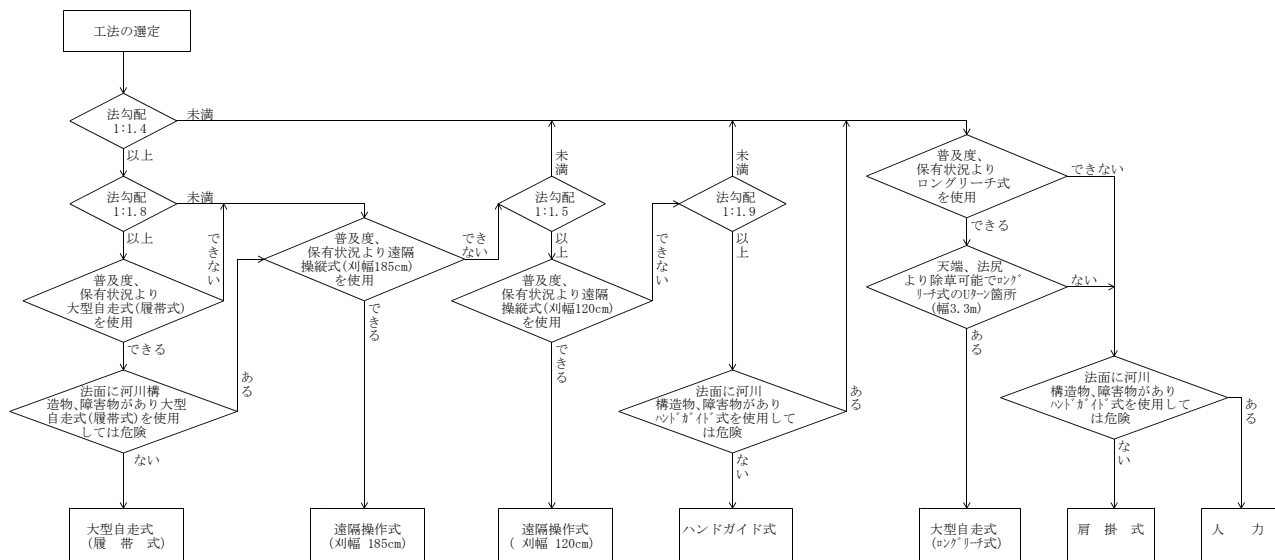 工法の選定
法勾配
1:1.4
未満
以上
法勾配
1:1.8
未満
以上
普及度、
保有状況より
大型自走式(履帯式)
を使用
できない
できる
法面に河川構
造物、障害物があり大型
自走式(履帯式)を使用
しては危険
ある
ない
大型自走式
(履 帯 式)
普及度、
保有状況より遠隔
操縦式(刈幅185cm)
を使用
でき
ない
できる
遠隔操作式
(刈幅 185cm)
未満
法勾配
1:1.5
以上
普及度、
保有状況より遠隔
操縦式(刈幅120cm)
を使用
できない
できる
遠隔操作式
( 刈幅 120cm)
未満
法勾配
1:1.9
以上
法面に河川
構造物、障害物があり
ﾊﾝﾄﾞｶﾞｲﾄﾞ式を使用して
は危険
ある
ない
ハンドガイド式
普及度、
保有状況より
ロングリーチ式
を使用
できない
できる
天端、法尻
より除草可能でﾛﾝｸﾞ
ﾘｰﾁ式のUﾀｰﾝ箇所
(幅3.3m)
ない
ある
大型自走式
(ﾛﾝｸﾞﾘｰﾁ式)
法面に河川
構造物、障害物があり
ﾊﾝﾄﾞｶﾞｲﾄﾞ式を使用して
は危険
ある
ない
肩 掛 式
人 力